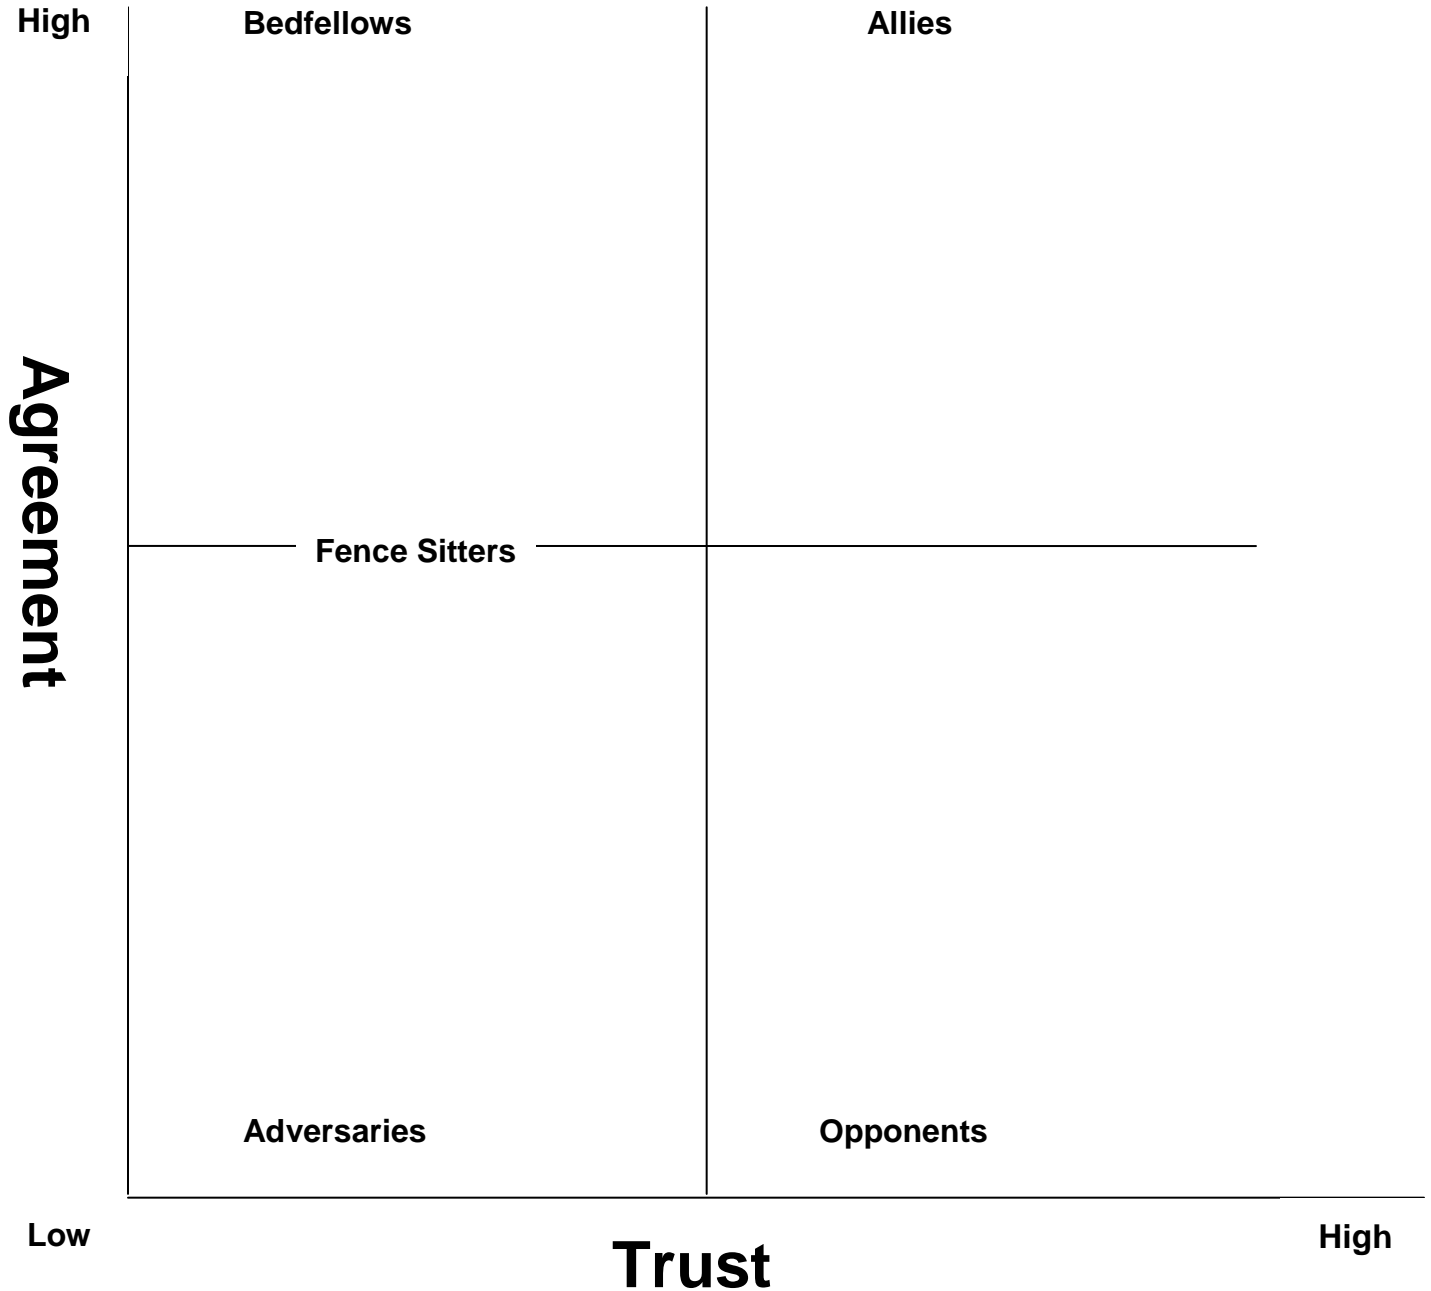 High
Bedfellows
Allies
Agreement
Fence Sitters
Adversaries
Opponents
Low
Trust
High